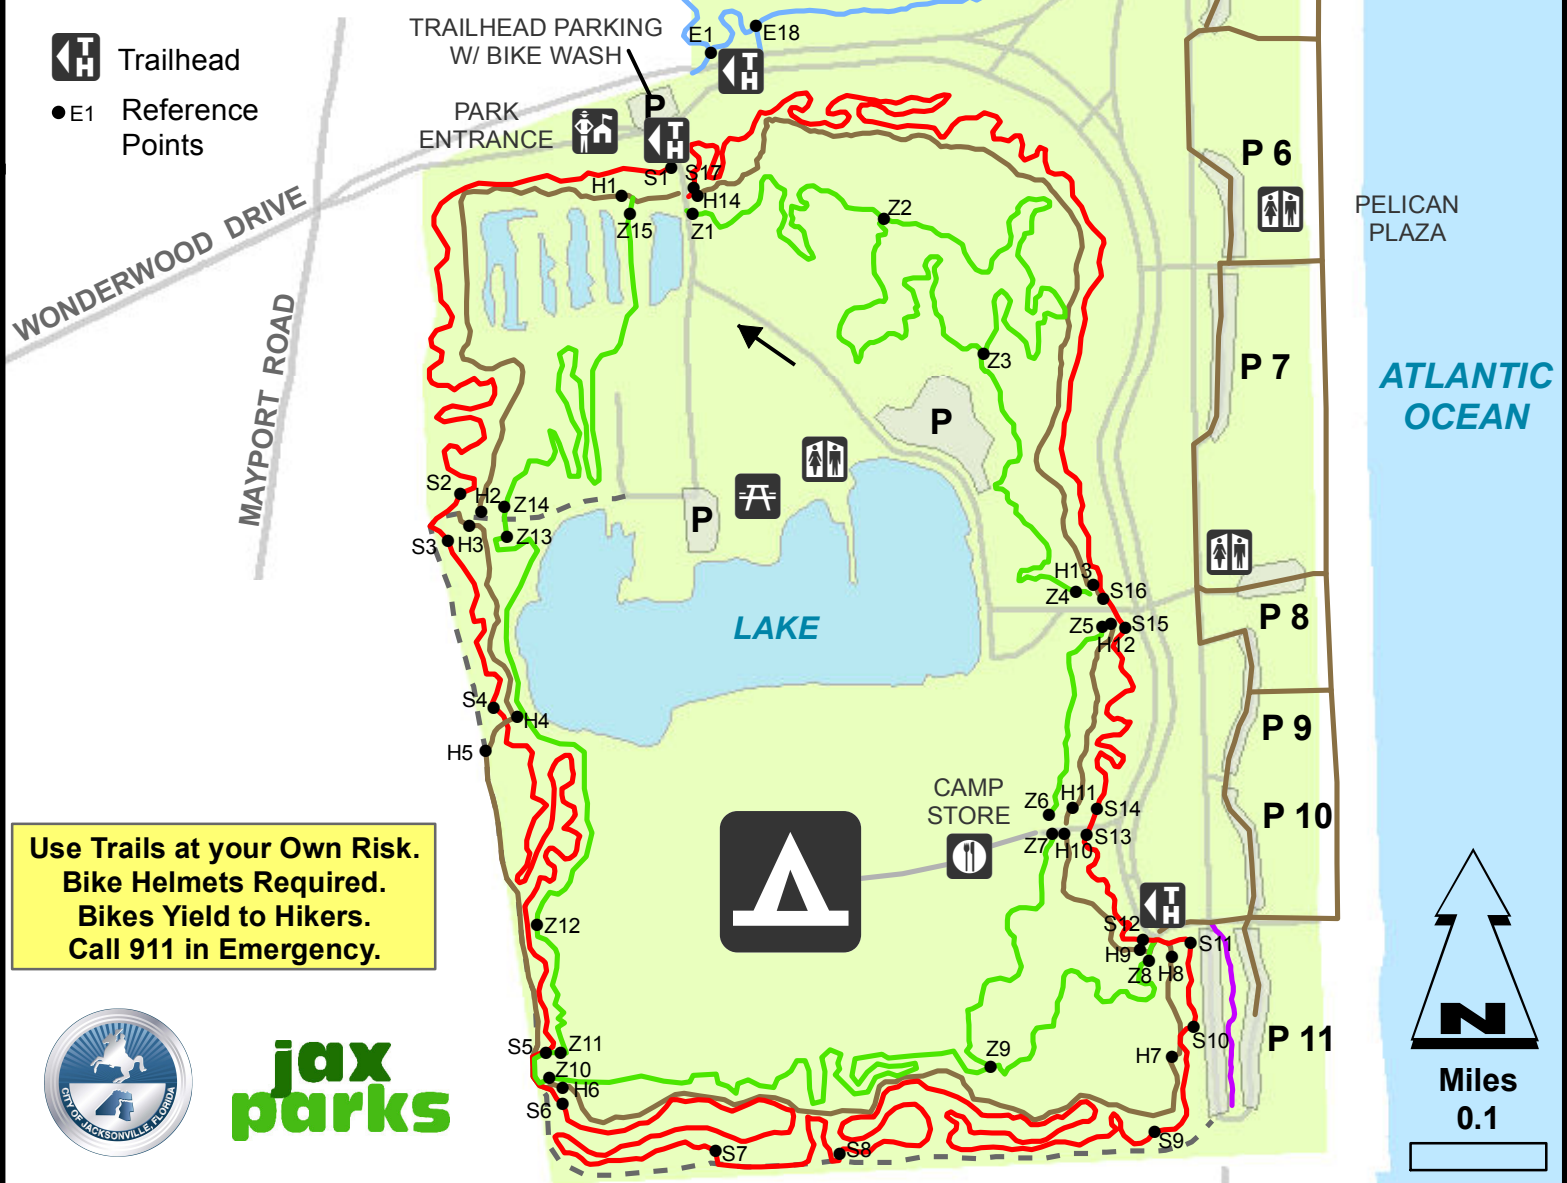 TRAILHEAD PARKING
W/ BIKE WASH
E1
E18
TH
Trailhead
TH
E1
Reference
Points
PARK
ENTRANCE
P
TH
S1
S17
H1
H14
Z15
Z1
Z2
P 6
PELICAN
PLAZA
WONDERWOOD DRIVE
MAYPORT ROAD
Z3
P 7
ATLANTIC
OCEAN
P
S2
H2
Z14
P
S3
H3
Z13
H13
Z4
S16
LAKE
Z5
S15
H12
P 8
S4
H4
H5
P 9
CAMP
STORE
Z6
H11
S14
P 10
Z7
H10
S13
Use Trails at your Own Risk.
Bike Helmets Required.
Bikes Yield to Hikers.
Call 911 in Emergency.
TH
Z12
S12
S11
H9
Z8
H8
S10
P 11
N
S5
Z11
Z9
H7
Z10
H6
S6
S7
S8
S9
CITY OF JACKSONVILLE, FLORIDA
jax
parks
Miles
0.1